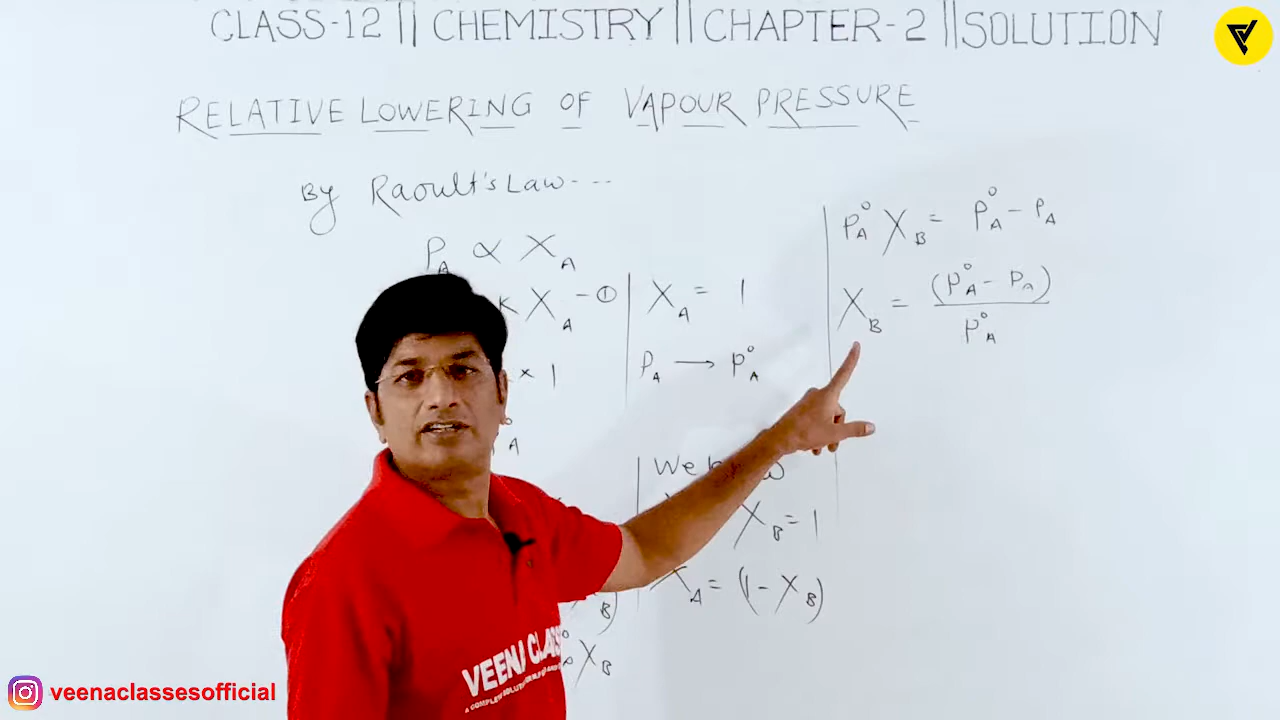 CLASS-12 || CHEMISTRY || CHAPTER-2 || SOLUTION
RELATIVE LOWERING OF VAPOUR PRESSURE
By Raoult's Law---
P_A ∝ X_A
X_A - ①
× 1
A
X_A = 1
P_A → P°_A
We
X_B = 1
X_A = (1 - X_B)
B)
X_B
P°_A X_B = P°_A - P_A
X_B = (P°_A - P_A)
P°_A
VEENA CLASS
veenaclassesofficial